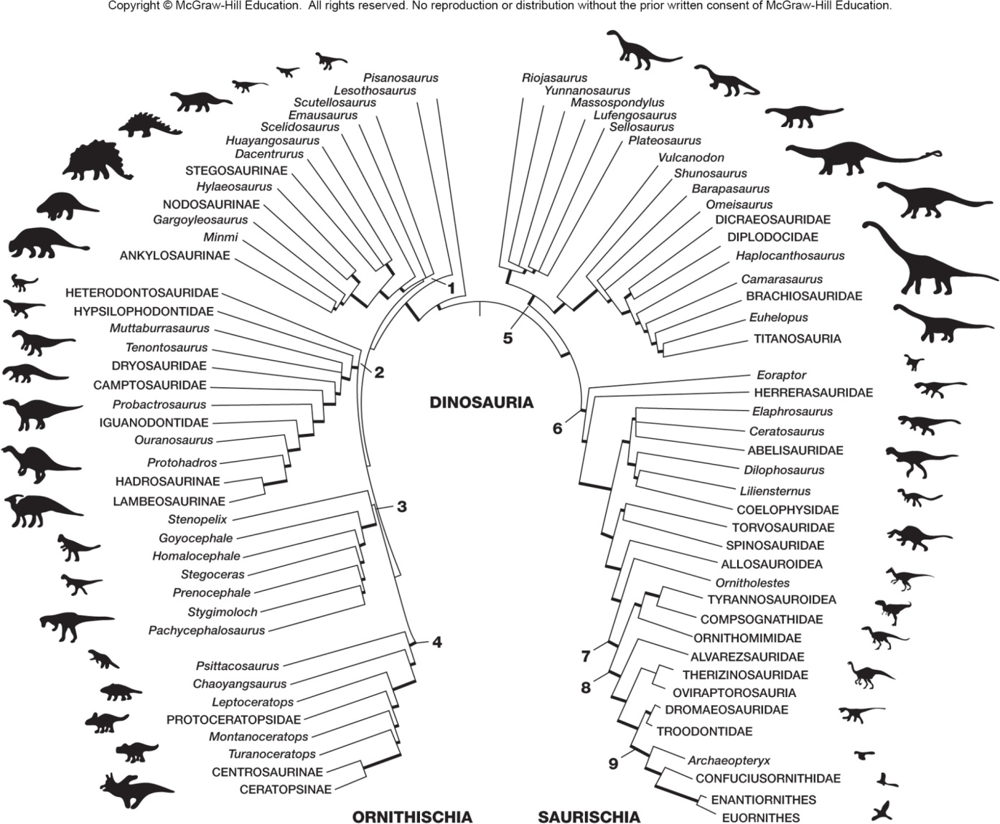 Copyright © McGraw-Hill Education.  All rights reserved. No reproduction or distribution without the prior written consent of McGraw-Hill Education.
Pisanosaurus
Lesothosaurus
Scutellosaurus
Emausaurus
Scelidosaurus
Huayangosaurus
Dacentrurus
STEGOSAURINAE
Hylaeosaurus
NODOSAURINAE
Gargoyleosaurus
Minmi
ANKYLOSAURINAE
HETERODONTOSAURIDAE
HYPSILOPHODONTIDAE
Muttaburrasaurus
Tenontosaurus
DRYOSAURIDAE
CAMPTOSAURIDAE
Probactrosaurus
IGUANODONTIDAE
Ouranosaurus
Protohadros
HADROSAURINAE
LAMBEOSAURINAE
Stenopelix
Goyocephale
Homalocephale
Stegoceras
Prenocephale
Stygimoloch
Pachycephalosaurus
Psittacosaurus
Chaoyangsaurus
Leptoceratops
PROTOCERATOPSIDAE
Montanoceratops
Turanoceratops
CENTROSAURINAE
CERATOPSINAE
1
2
3
4
ORNITHISCHIA
DINOSAURIA
Riojasaurus
Yunnanosaurus
Massospondylus
Lufengosaurus
Sellosaurus
Plateosaurus
Vulcanodon
Shunosaurus
Barapasaurus
Omeisaurus
DICRAEOSAURIDAE
DIPLODOCIDAE
Haplocanthosaurus
Camarasaurus
BRACHIOSAURIDAE
Euhelopus
TITANOSAURIA
Eoraptor
HERRERASAURIDAE
Elaphrosaurus
Ceratosaurus
ABELISAURIDAE
Dilophosaurus
Liliensternus
COELOPHYSIDAE
TORVOSAURIDAE
SPINOSAURIDAE
ALLOSAUROIDEA
Ornitholestes
TYRANNOSAUROIDEA
COMPSOGNATHIDAE
ORNITHOMIMIDAE
ALVAREZSAURIDAE
THERIZINOSAURIDAE
OVIRAPTOROSAURIA
DROMAEOSAURIDAE
TROODONTIDAE
Archaeopteryx
CONFUCIUSORNITHIDAE
ENANTIORNITHES
EUORNITHES
5
6
7
8
9
SAURISCHIA